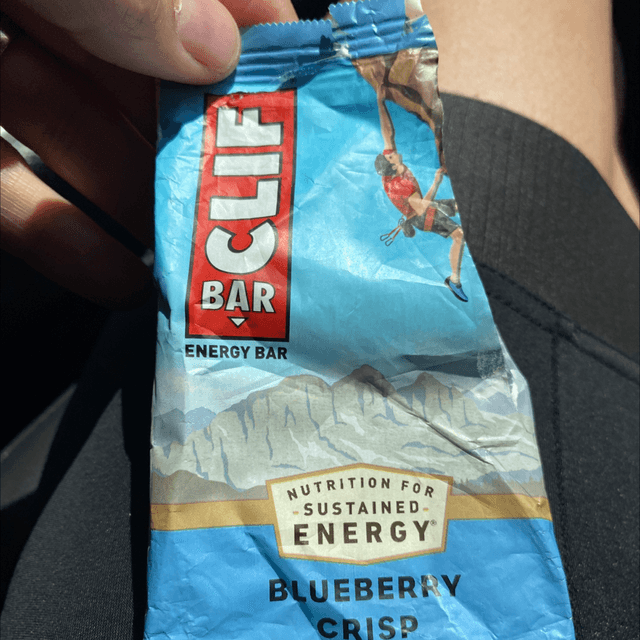 CLIF
BAR
ENERGY BAR
NUTRITION FOR
-SUSTAINED-
ENERGY®
BLUEBERRY
CRISP